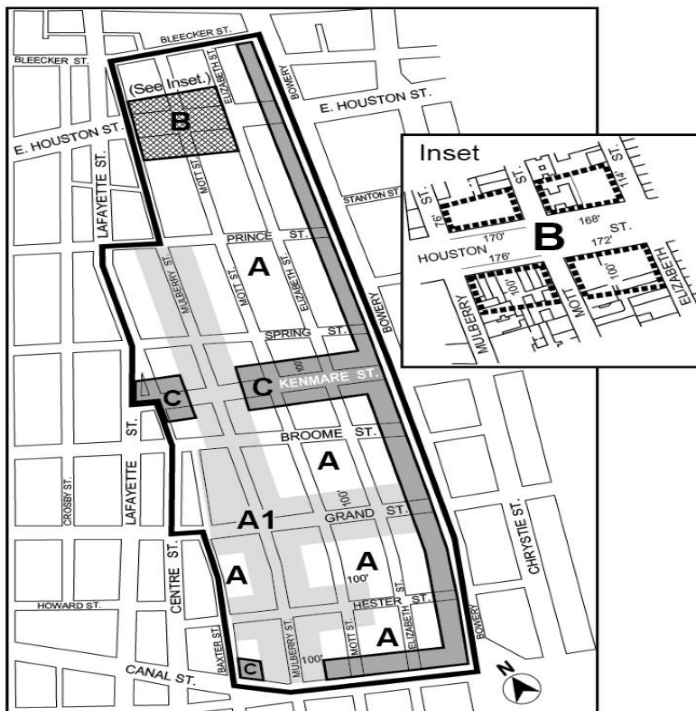 BLEECKER ST.
BLEECKER ST.
(See Inset.)
ELIZABETH ST.
BOWERY
E. HOUSTON ST.
B
MOTT ST.
LAFAYETTE ST.
STANTON ST.
PRINCE ST.
A
MULBERRY ST.
MOTT ST.
ELIZABETH ST.
SPRING ST.
BOWERY
100'
C
C
KENMARE ST.
BROOME ST.
A
CROSBY ST.
LAFAYETTE ST.
100'
A1
GRAND ST.
CHRYSTIE ST.
A
A
CENTRE ST.
100'
HOWARD ST.
HESTER ST.
BAXTER ST.
MULBERRY ST.
MOTT ST.
ELIZABETH ST.
A
BOWERY
CANAL ST.
C
100'
N
Inset
E. HOUSTON ST.
76'
ST.
ST.
ST.
114'
170'
168'
HOUSTON ST.
B
176'
172'
100'
100'
MULBERRY
MOTT
ELIZABETH